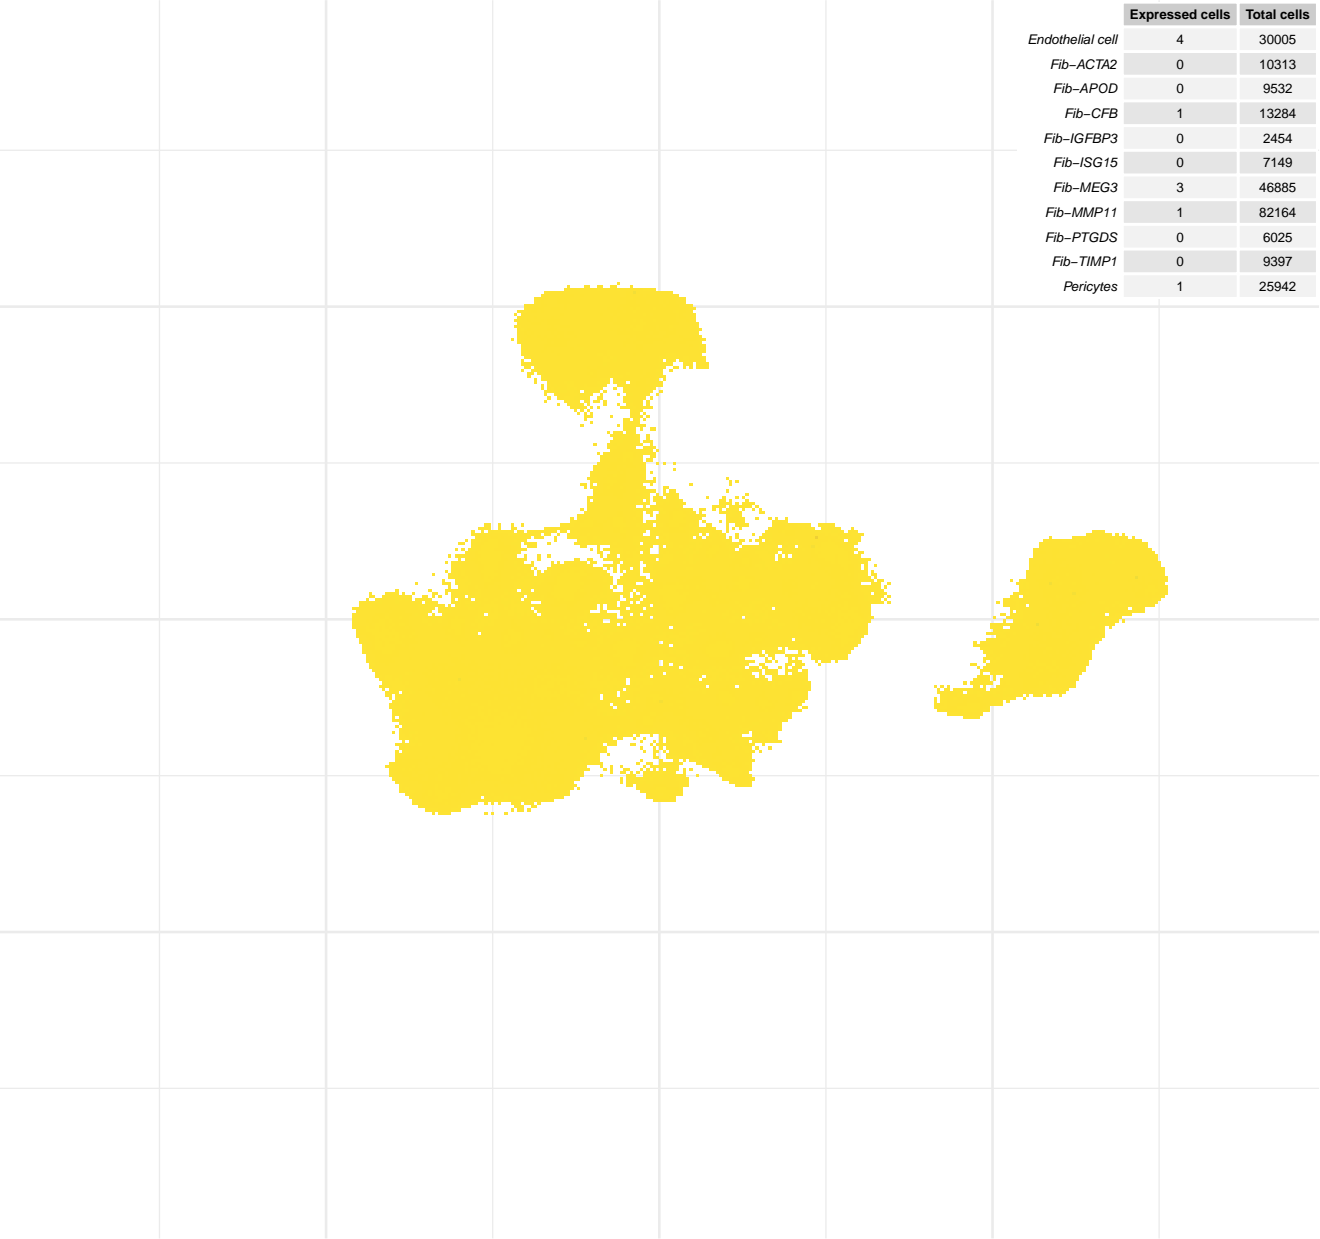 Expressed cells Total cells
Endothelial cell 4 30005
Fib−ACTA2 0 10313
Fib−APOD 0 9532
Fib−CFB 1 13284
Fib−IGFBP3 0 2454
Fib−ISG15 0 7149
Fib−MEG3 3 46885
Fib−MMP11 1 82164
Fib−PTGDS 0 6025
Fib−TIMP1 0 9397
Pericytes 1 25942